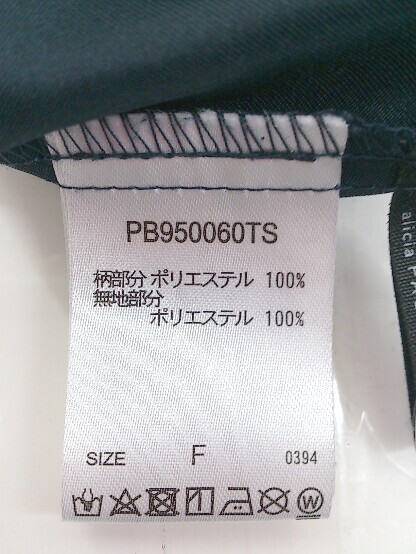 PB950060TS
柄部分 ポリエステル 100%
無地部分
ポリエステル 100%
SIZE F 0394
W
alicia